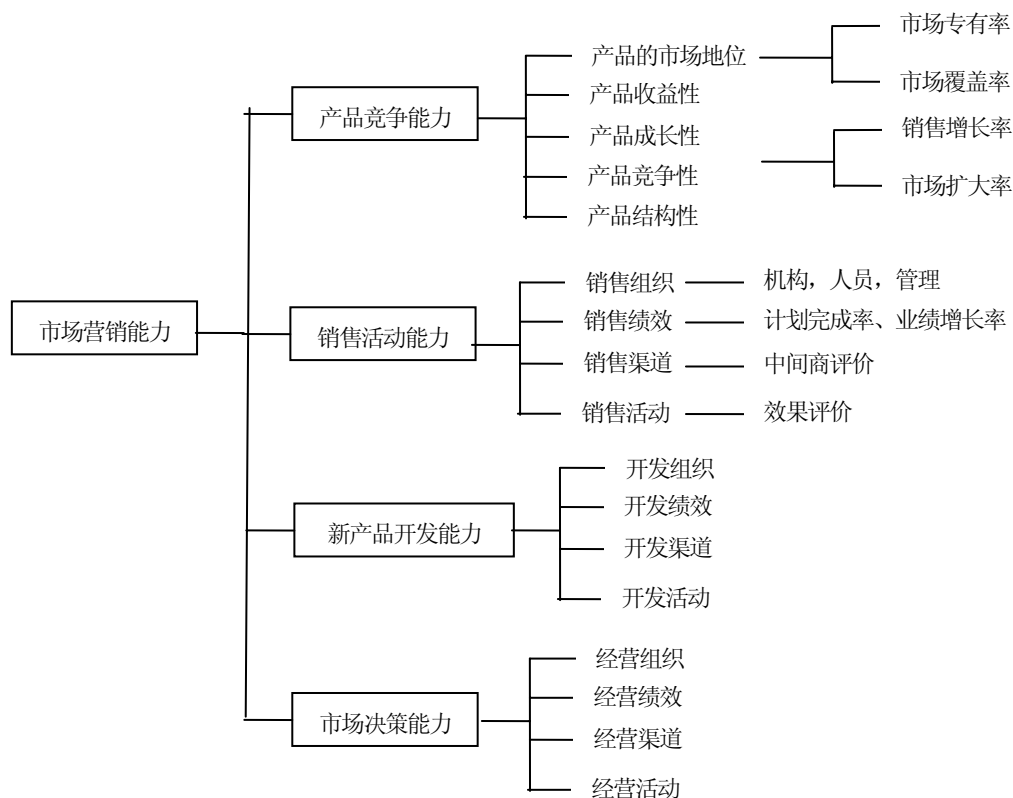 市场营销能力
产品竞争能力
产品的市场地位
市场专有率
市场覆盖率
产品收益性
产品成长性
销售增长率
市场扩大率
产品竞争性
产品结构性
销售活动能力
销售组织
机构，人员，管理
销售绩效
计划完成率、业绩增长率
销售渠道
中间商评价
销售活动
效果评价
新产品开发能力
开发组织
开发绩效
开发渠道
开发活动
市场决策能力
经营组织
经营绩效
经营渠道
经营活动